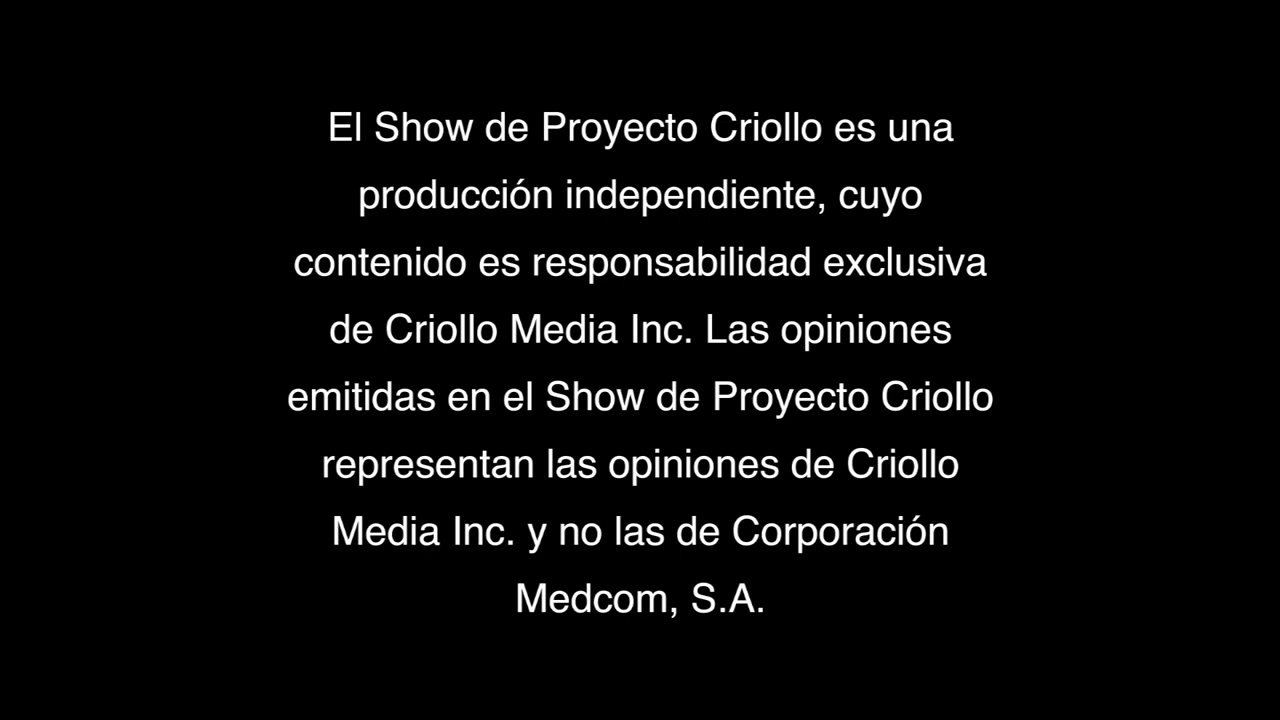 El Show de Proyecto Criollo es una
producción independiente, cuyo
contenido es responsabilidad exclusiva
de Criollo Media Inc. Las opiniones
emitidas en el Show de Proyecto Criollo
representan las opiniones de Criollo
Media Inc. y no las de Corporación
Medcom, S.A.